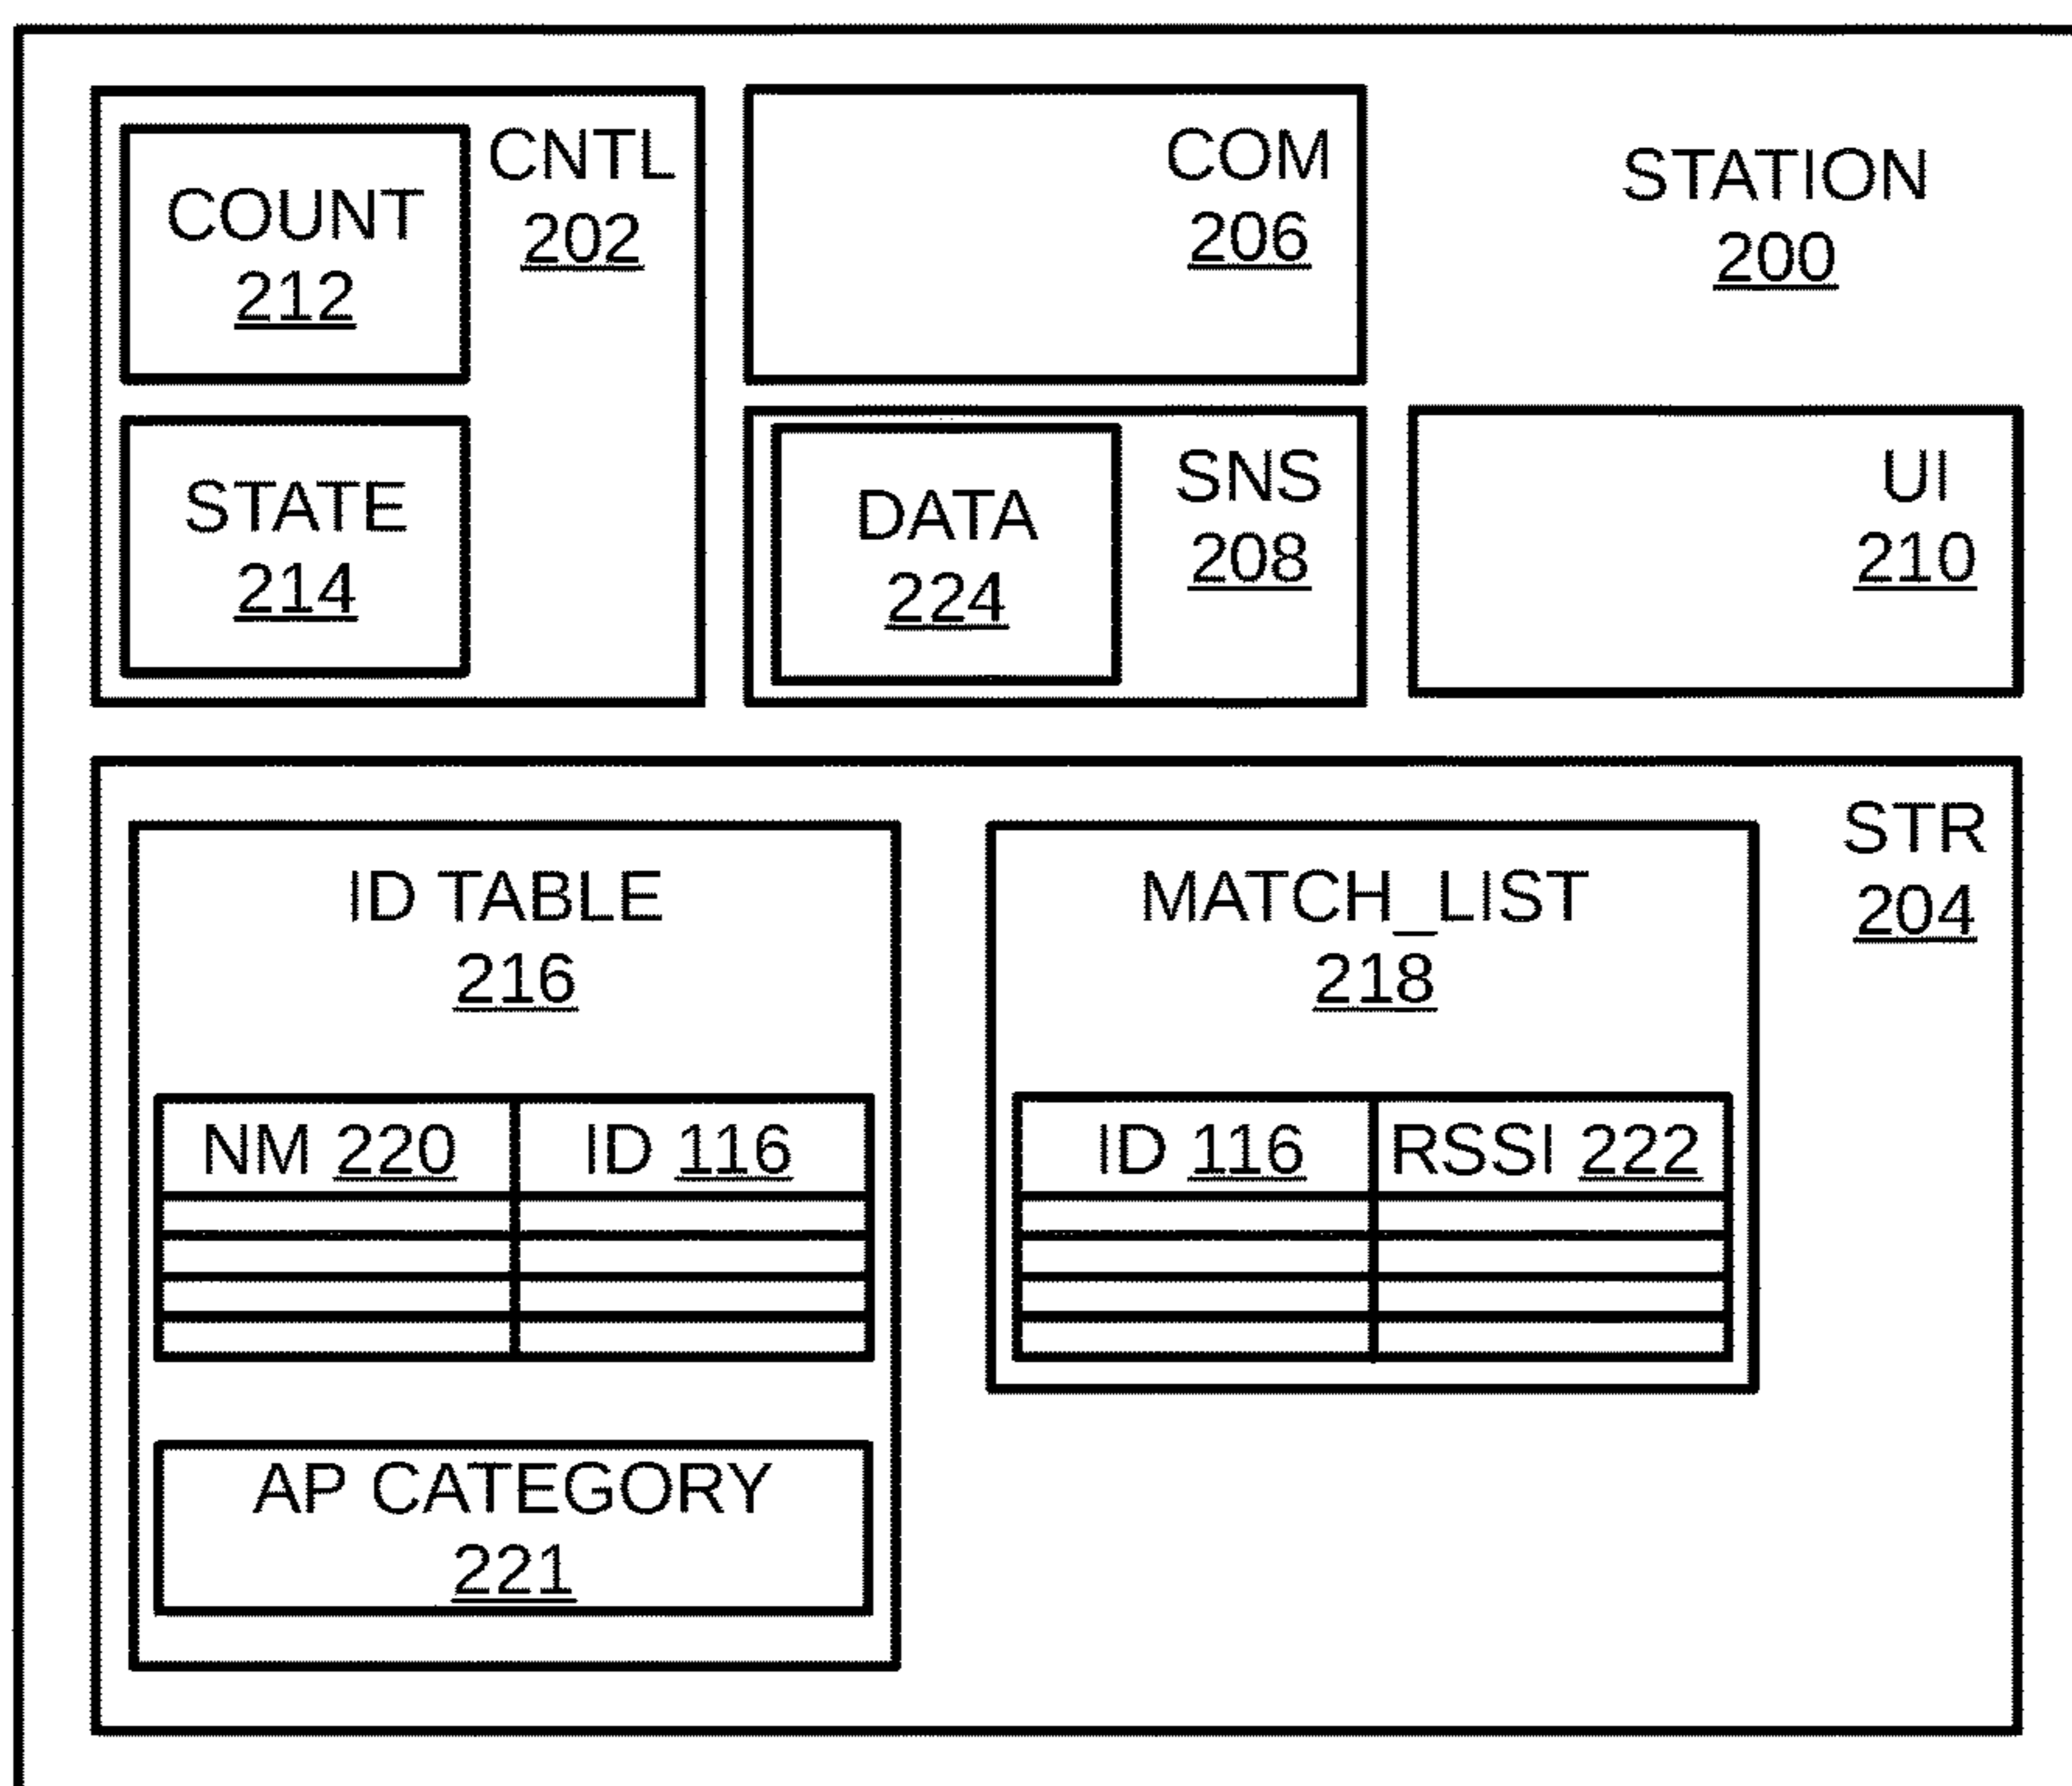 COUNT
212
CNTL
202
STATE
214
COM
206
STATION
200
DATA
224
SNS
208
UI
210
STR
204
ID TABLE
216
NM 220
ID 116
AP CATEGORY
221
MATCH_LIST
218
ID 116
RSSI 222